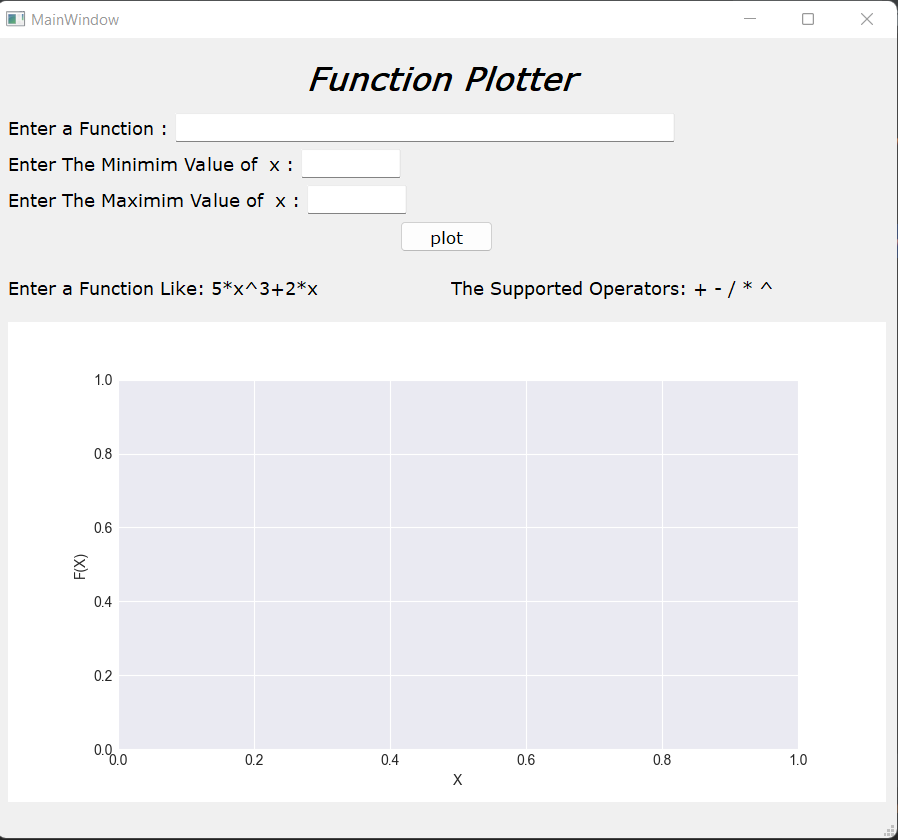 MainWindow
Function Plotter
Enter a Function :
Enter The Minimim Value of  x :
Enter The Maximim Value of  x :
plot
Enter a Function Like: 5*x^3+2*x
The Supported Operators: + - / * ^
1.0
0.8
0.6
0.4
0.2
0.0
F(X)
0.0 0.2 0.4 0.6 0.8 1.0
X